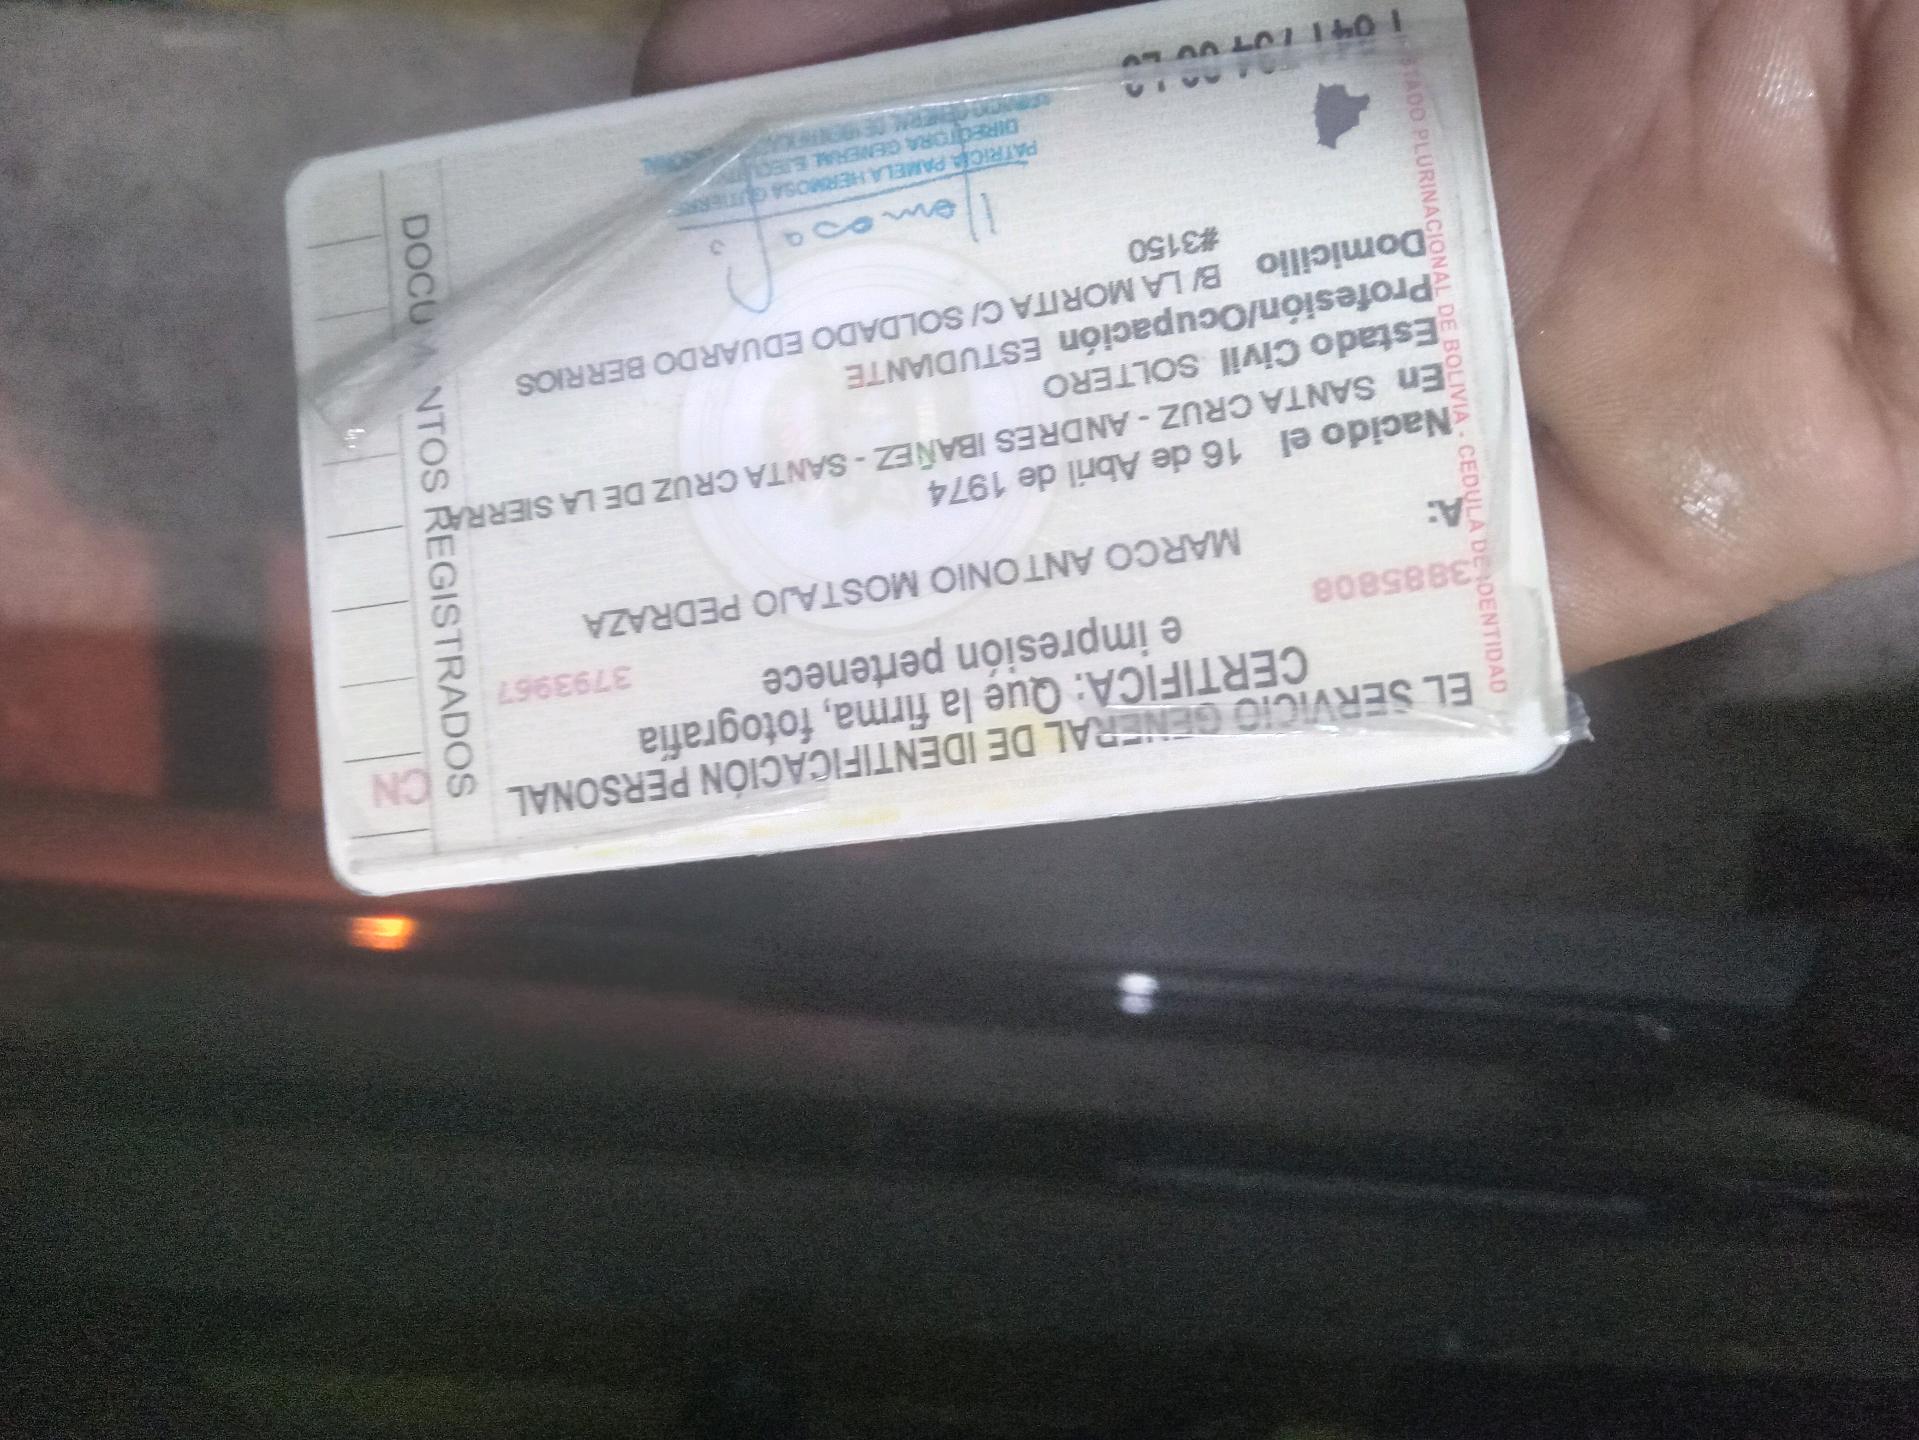 EL SERVICIO GENERAL DE IDENTIFICACIÓN PERSONAL
CERTIFICA: Que la firma, fotografía
e impresión pertenece
3793967
3885808
A:
MARCO ANTONIO MOSTAJO PEDRAZA
Nacido el 16 de Abril de 1974
En SANTA CRUZ - ANDRES IBAÑEZ - SANTA CRUZ DE LA SIERRA
Estado Civil SOLTERO
Profesión/Ocupación ESTUDIANTE
Domicilio B/ LA MORITA C/ SOLDADO EDUARDO BERRIOS
#3150
PATRICIA PAMELA HERMOSA
DIRECTORA GENERAL
ESTADO PLURINACIONAL DE BOLIVIA - CEDULA DE IDENTIDAD
DOCUM NTOS REGISTRADOS
CN